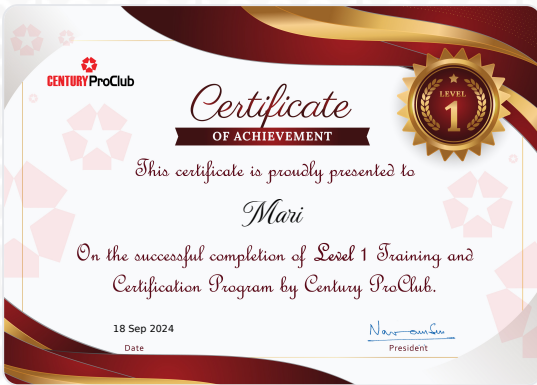 CENTURY ProClub
Certificate
OF ACHIEVEMENT
LEVEL
1
This certificate is proudly presented to
Mari
On the successful completion of Level 1 Training and
Certification Program by Century ProClub.
18 Sep 2024
Date
President